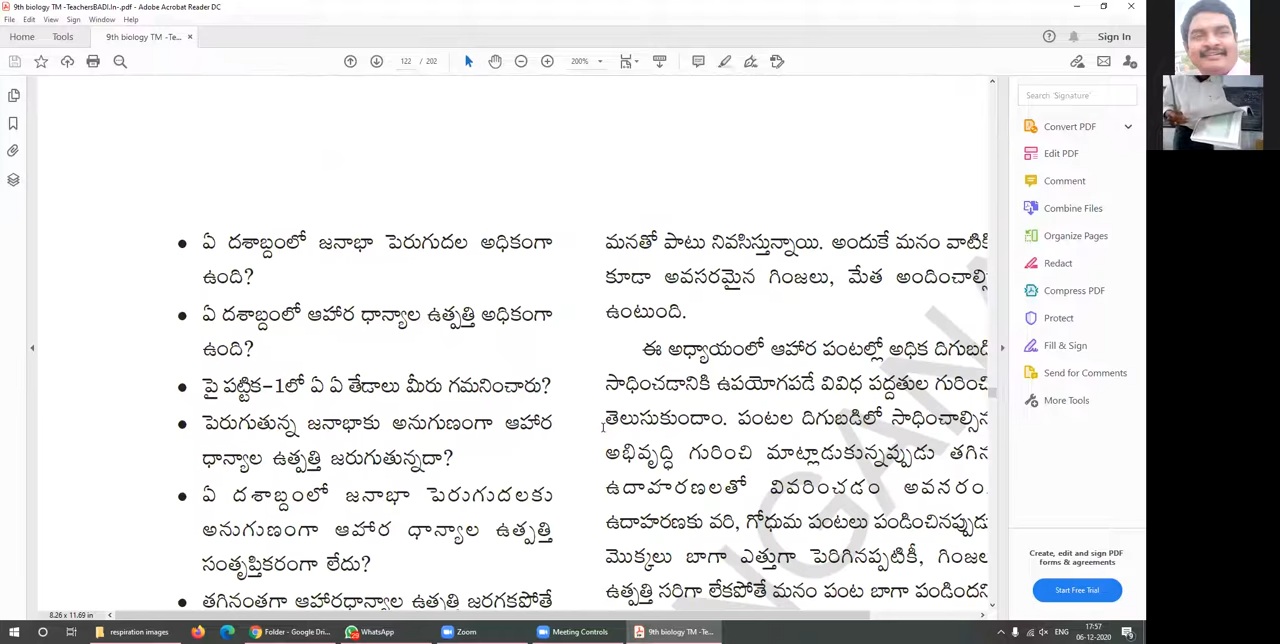 9th biology TM -TeachersBADI.In-.pdf - Adobe Acrobat Reader DC
File Edit View Sign Window Help
Home Tools 9th biology TM -Te... × Sign In
122 / 202 200%
Search 'Signature'
Convert PDF
Edit PDF
Comment
Combine Files
Organize Pages
Redact
Compress PDF
Protect
Fill & Sign
Send for Comments
More Tools
Create, edit and sign PDF
forms & agreements
Start Free Trial
• ఏ దశాబ్దంలో జనాభా పెరుగుదల అధికంగా
ఉంది?
• ఏ దశాబ్దంలో ఆహార ధాన్యాల ఉత్పత్తి అధికంగా
ఉంది?
• పై పట్టిక-1లో ఏ ఏ తేడాలు మీరు గమనించారు?
• పెరుగుతున్న జనాభాకు అనుగుణంగా ఆహార
ధాన్యాల ఉత్పత్తి జరుగుతున్నదా?
• ఏ దశాబ్దంలో జనాభా పెరుగుదలకు
అనుగుణంగా ఆహార ధాన్యాల ఉత్పత్తి
సంతృప్తికరంగా లేదు?
• తగినంతగా ఆహారధాన్యాల ఉత్పత్తి జరగకపోతే
మనతో పాటు నివసిస్తున్నాయి. అందుకే మనం వాటికి
కూడా అవసరమైన గింజలు, మేత అందించాల్సి
ఉంటుంది.
ఈ అధ్యాయంలో ఆహార పంటల్లో అధిక దిగుబడి
సాధించడానికి ఉపయోగపడే వివిధ పద్దతుల గురించి
తెలుసుకుందాం. పంటల దిగుబడిలో సాధించాల్సిన
అభివృద్ధి గురించి మాట్లాడుకున్నప్పుడు తగిన
ఉదాహరణలతో వివరించడం అవసరం.
ఉదాహరణకు వరి, గోధుమ పంటలు పండించినప్పుడు
మొక్కలు బాగా ఎత్తుగా పెరిగినప్పటికీ, గింజల
ఉత్పత్తి సరిగా లేకపోతే మనం పంట బాగా పండిందని
8.26 x 11.69 in
respiration images Folder - Google Dri... WhatsApp Zoom Meeting Controls 9th biology TM -Te... ENG 17:57
06-12-2020